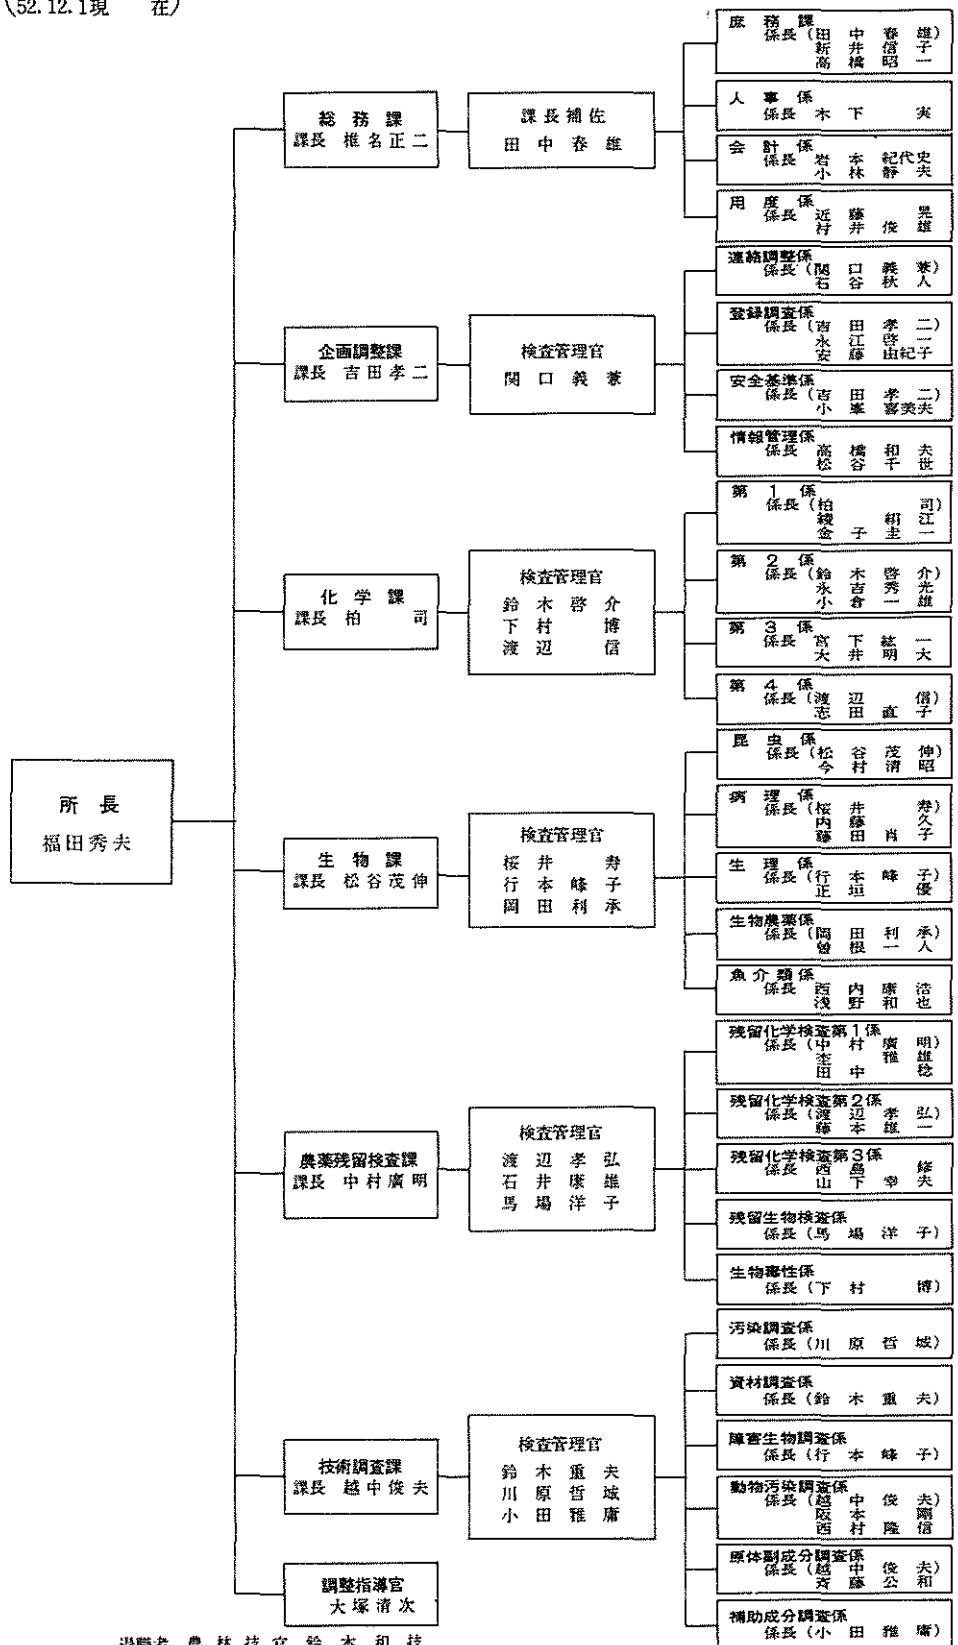 (52.12.1現 在)
所長
福田秀夫
総務課
課長 椎名正二
課長補佐
田中春雄
庶務課
係長(田中春雄)
新井信子
高橋昭一
人事係
係長 木下 実
会計係
係長 岩本紀代史
小林静夫
用度係
係長 近藤 晃
村井俊雄
企画調整課
課長 吉田孝二
検査管理官
関口義兼
連絡調整係
係長(関口義兼)
石谷秋人
登録調査係
係長(吉田孝二)
永江啓一
安藤由紀子
安全基準係
係長(吉田孝二)
小峯喜美夫
情報管理係
係長 高橋和夫
松谷千世
化学課
課長 柏 司
検査管理官
鈴木啓介
下村 博
渡辺 信
第1係
係長(柏 司)
綾 絹江
金子圭一
第2係
係長(鈴木啓介)
永吉秀光
小倉一雄
第3係
係長 宮下紘一
大井明大
第4係
係長(渡辺 信)
志田直子
生物課
課長 松谷茂伸
検査管理官
桜井 寿
行本峰子
岡田利承
昆虫係
係長(松谷茂伸)
今村清昭
病理係
係長(桜井 寿)
内藤 久
藤田肖子
生理係
係長(行本峰子)
正垣 優
生物農薬係
係長(岡田利承)
曽根一人
魚介類係
係長 西内康浩
浅野和也
農薬残留検査課
課長 中村廣明
検査管理官
渡辺孝弘
石井康雄
馬場洋子
残留化学検査第1係
係長(中村廣明)
雅雄
田中 稔
残留化学検査第2係
係長(渡辺孝弘)
藤本雄一
残留化学検査第3係
係長 西島 修
山下幸夫
残留生物検査係
係長(馬場洋子)
生物毒性係
係長(下村 博)
技術調査課
課長 越中俊夫
検査管理官
鈴木重夫
川原哲城
小田雅庸
汚染調査係
係長(川原哲城)
資材調査係
係長(鈴木重夫)
障害生物調査係
係長(行本峰子)
動物汚染調査係
係長(越中俊夫)
阪本 剛
西村隆信
原体副成分調査係
係長(越中俊夫)
斉藤公和
補助成分調査係
係長(小田雅庸)
調整指導官
大塚清次
退職者 農林技官 鈴木和枝